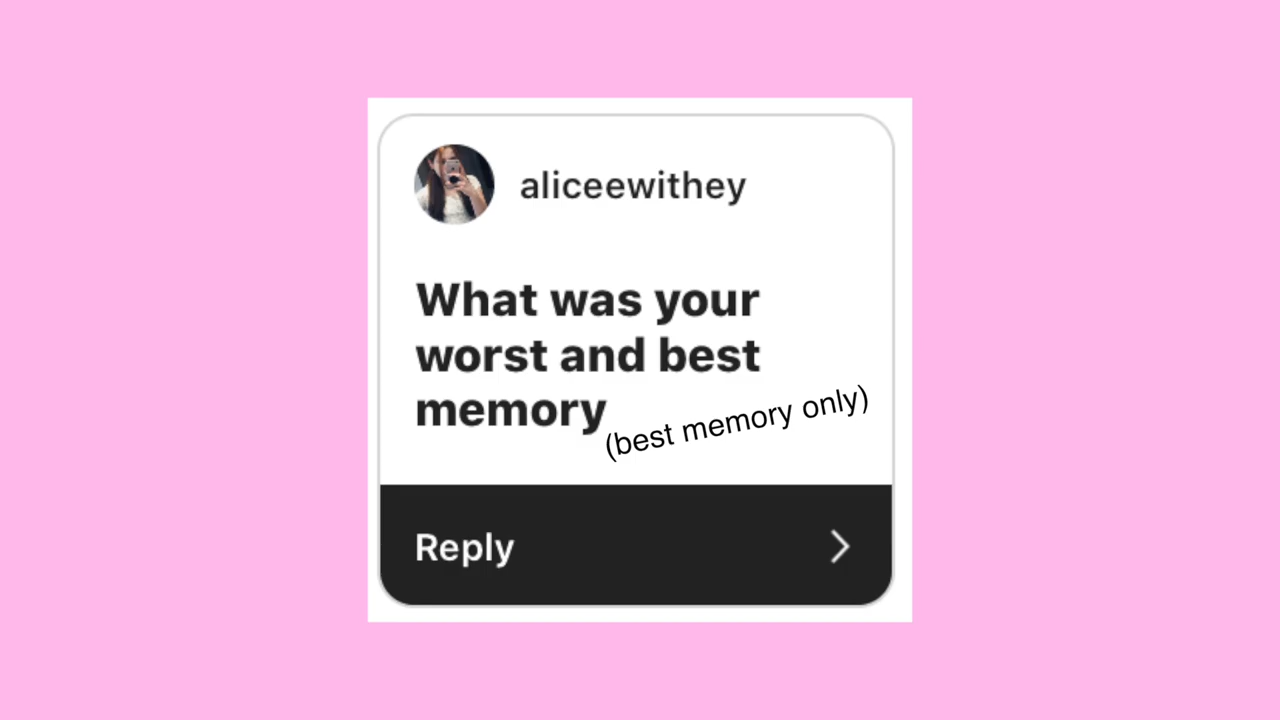 aliceewithey
What was your
worst and best
memory
(best memory only)
Reply